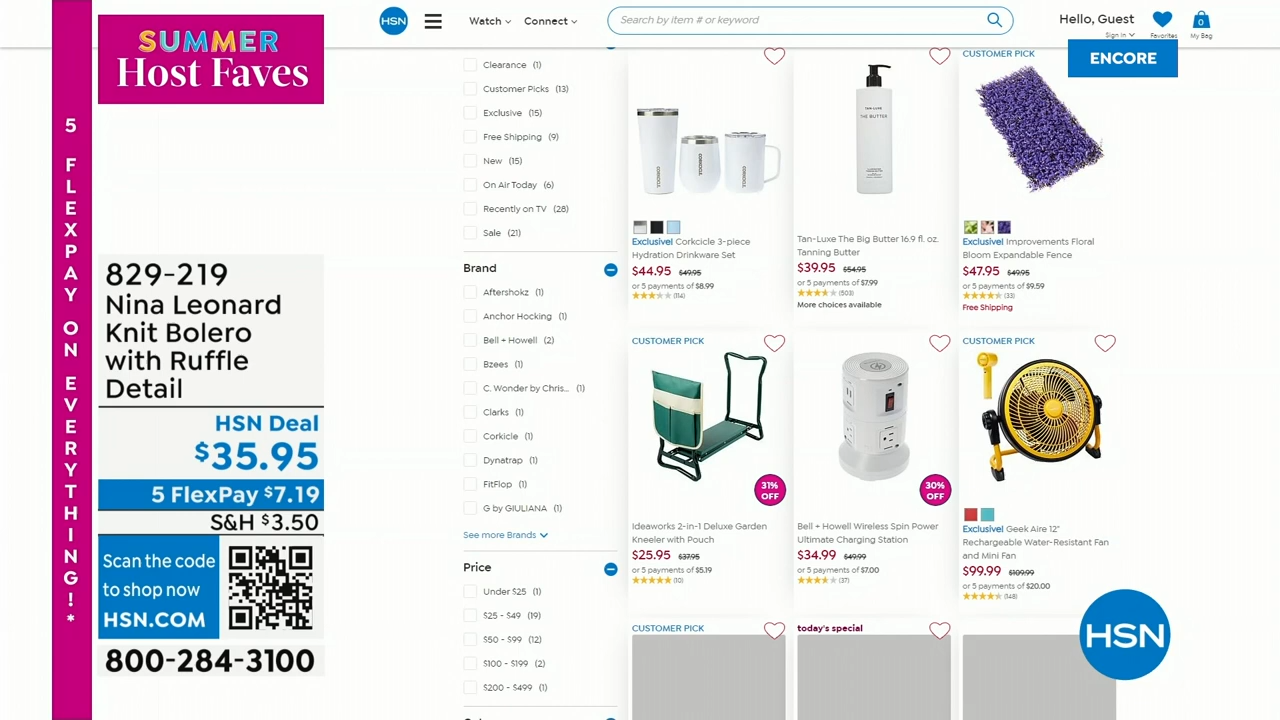 SUMMER
Host Faves
5 FLEXPAY ON EVERYTHING!*
829-219
Nina Leonard
Knit Bolero
with Ruffle
Detail
HSN Deal
$35.95
5 FlexPay $7.19
S&H $3.50
Scan the code
to shop now
HSN.COM
800-284-3100
HSN
Watch
Connect
Search by item # or keyword
Hello, Guest
Sign In
Favorites
0
My Bag
ENCORE
Clearance (1)
Customer Picks (13)
Exclusive (15)
Free Shipping (9)
New (15)
On Air Today (6)
Recently on TV (28)
Sale (21)
Brand
Aftershokz (1)
Anchor Hocking (1)
Bell + Howell (2)
Bzees (1)
C. Wonder by Chris... (1)
Clarks (1)
Corkcicle (1)
Dynatrap (1)
FitFlop (1)
G by GIULIANA (1)
See more Brands
Price
Under $25 (1)
$25 - $49 (19)
$50 - $99 (12)
$100 - $199 (2)
$200 - $499 (1)
CORKCICLE.
CORKCICLE.
CORKCICLE.
Exclusive! Corkcicle 3-piece
Hydration Drinkware Set
$44.95 $49.95
or 5 payments of $8.99
(114)
TAN-LUXE
THE BUTTER
Tan-Luxe The Big Butter 16.9 fl. oz.
Tanning Butter
$39.95 $54.95
or 5 payments of $7.99
(503)
More choices available
CUSTOMER PICK
Exclusive! Improvements Floral
Bloom Expandable Fence
$47.95 $49.95
or 5 payments of $9.59
(33)
Free Shipping
CUSTOMER PICK
31%
OFF
Ideaworks 2-in-1 Deluxe Garden
Kneeler with Pouch
$25.95 $37.95
or 5 payments of $5.19
(10)
30%
OFF
Bell + Howell Wireless Spin Power
Ultimate Charging Station
$34.99 $49.99
or 5 payments of $7.00
(37)
CUSTOMER PICK
Exclusive! Geek Aire 12"
Rechargeable Water-Resistant Fan
and Mini Fan
$99.99 $109.99
or 5 payments of $20.00
(148)
CUSTOMER PICK
today's special
HSN